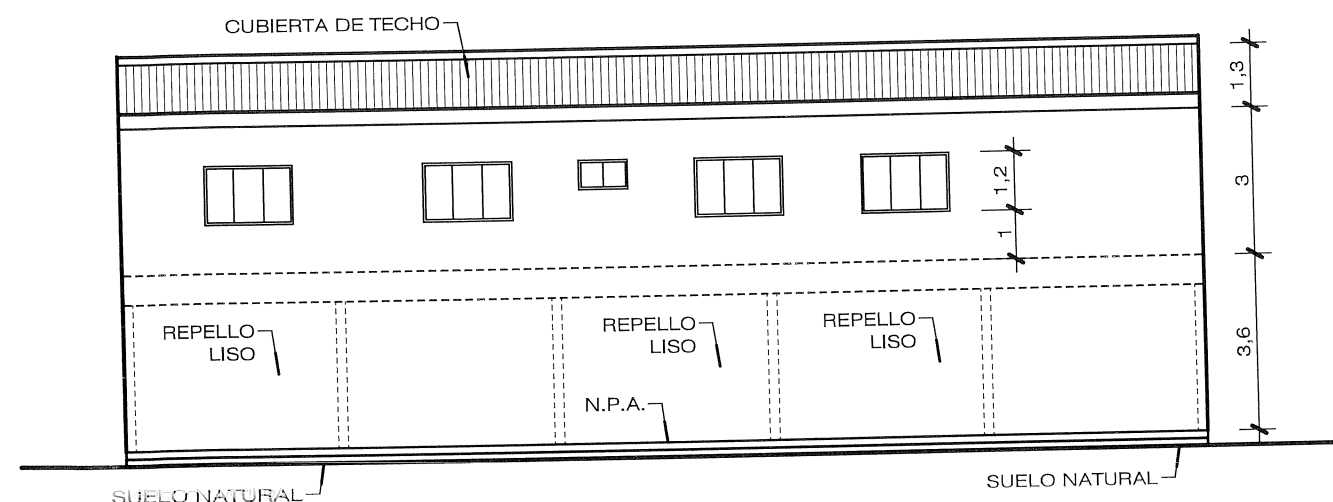 CUBIERTA DE TECHO
1,3
1,2
3
1
REPELLO
LISO
REPELLO
LISO
REPELLO
LISO
3,6
N.P.A.
SUELO NATURAL
SUELO NATURAL